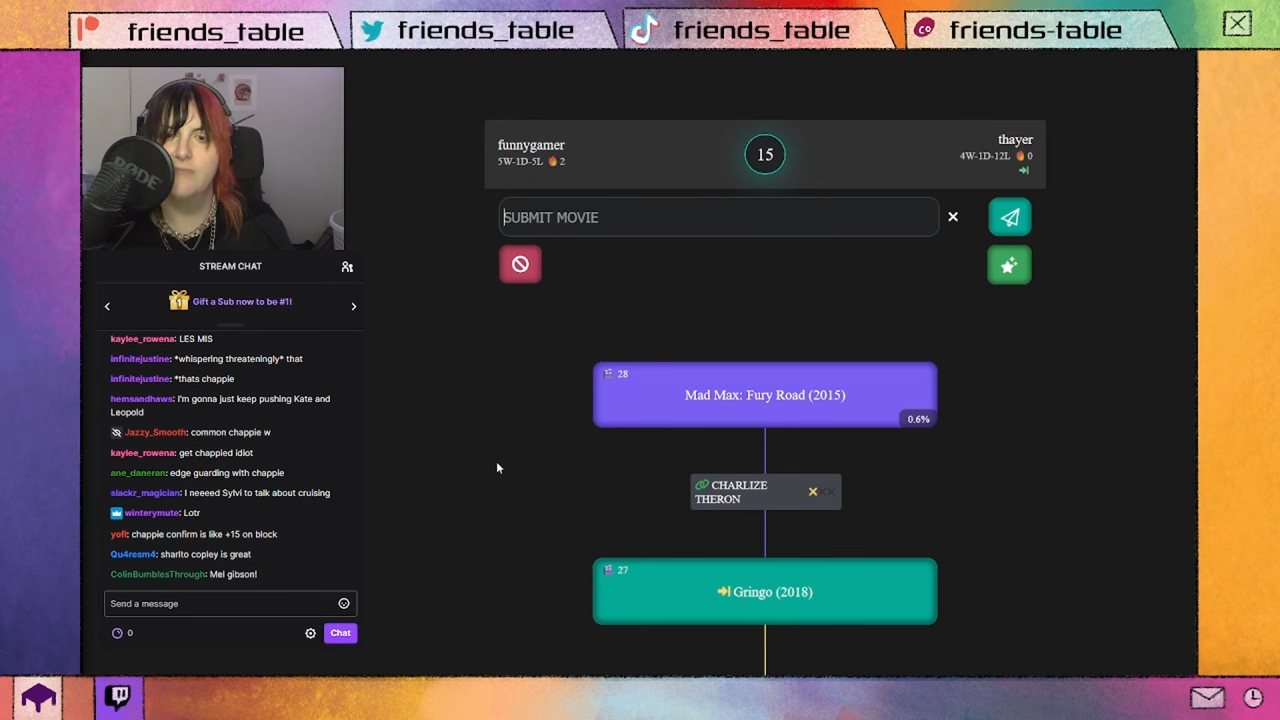 friends_table
friends_table
friends_table
friends-table
RØDE
STREAM CHAT
1
Gift a Sub now to be #1!
kaylee_rowena: LES MIS
infinitejustine: *whispering threateningly* that
infinitejustine: *thats chappie
hemsandhaws: I'm gonna just keep pushing Kate and
Leopold
Jazzy_Smooth: common chappie w
kaylee_rowena: get chappied idiot
ane_daneran: edge guarding with chappie
slackr_magician: I neeeed Sylvi to talk about cruising
winterymute: Lotr
yofi: chappie confirm is like +15 on block
Qu4resm4: sharlto copley is great
ColinBumblesThrough: Mel gibson!
Send a message
0
Chat
funnygamer
5W-1D-5L 2
15
thayer
4W-1D-12L 0
SUBMIT MOVIE
28
Mad Max: Fury Road (2015)
0.6%
CHARLIZE
THERON
27
Gringo (2018)